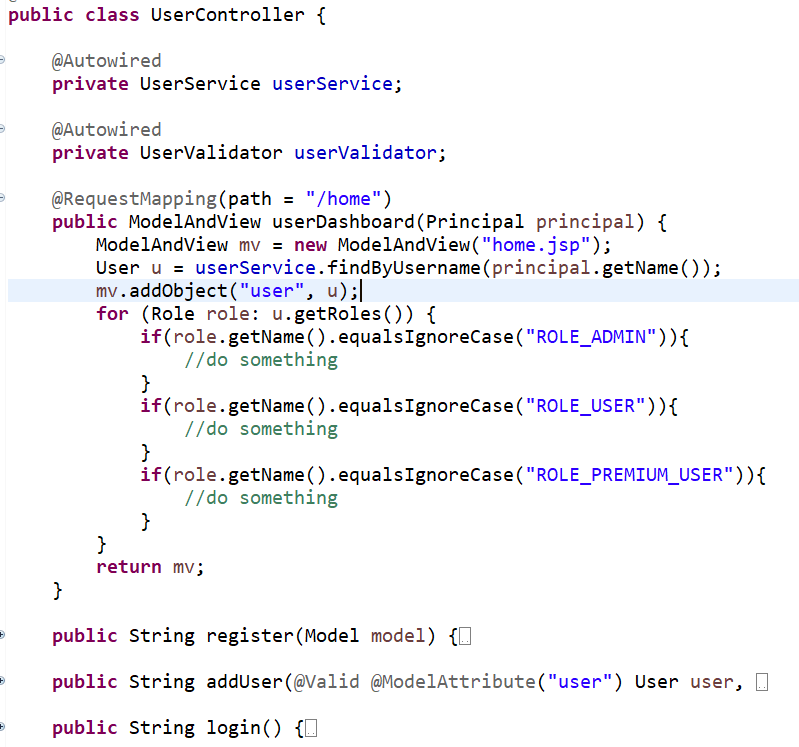 public class UserController {
@Autowired
private UserService userService;
@Autowired
private UserValidator userValidator;
@RequestMapping(path = "/home")
public ModelAndView userDashboard(Principal principal) {
ModelAndView mv = new ModelAndView("home.jsp");
User u = userService.findByUsername(principal.getName());
mv.addObject("user", u);
for (Role role: u.getRoles()) {
if(role.getName().equalsIgnoreCase("ROLE_ADMIN")){
//do something
}
if(role.getName().equalsIgnoreCase("ROLE_USER")){
//do something
}
if(role.getName().equalsIgnoreCase("ROLE_PREMIUM_USER")){
//do something
}
}
return mv;
}
public String register(Model model) {
public String addUser(@Valid @ModelAttribute("user") User user,
public String login() {